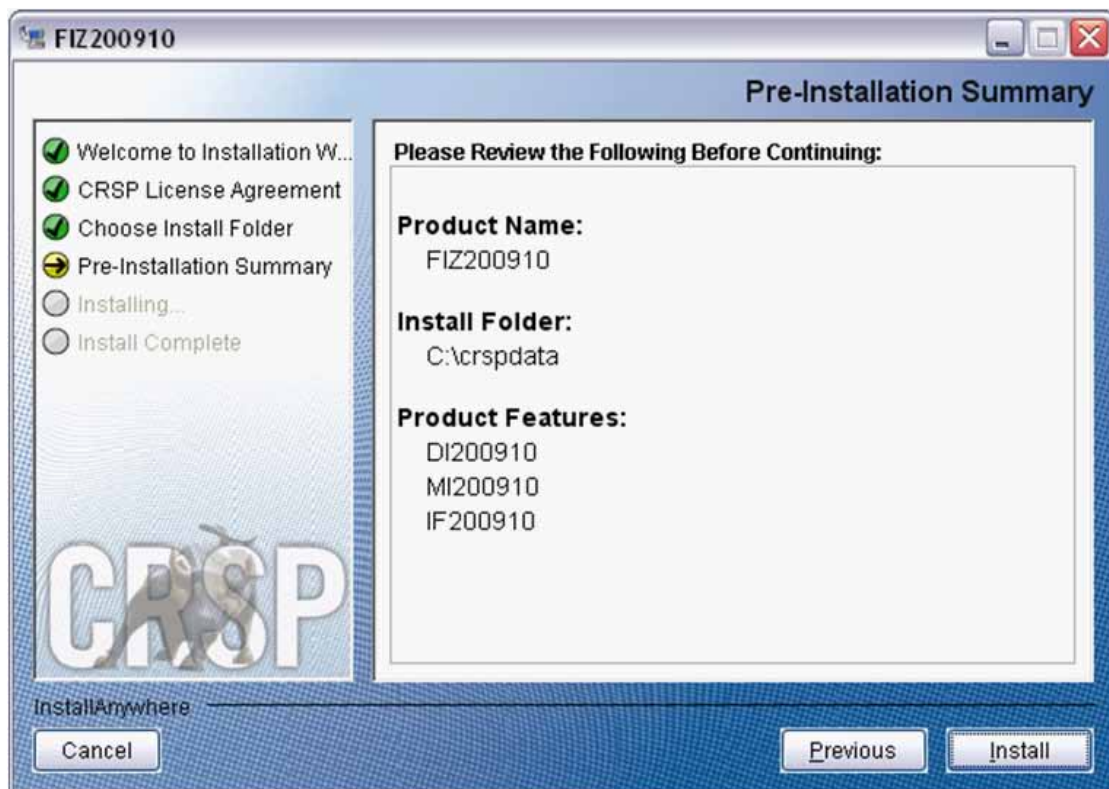 FIZ200910
Pre-Installation Summary
Welcome to Installation W...
CRSP License Agreement
Choose Install Folder
Pre-Installation Summary
Installing...
Install Complete
CRSP
Please Review the Following Before Continuing:
Product Name:
FIZ200910
Install Folder:
C:\crspdata
Product Features:
DI200910
MI200910
IF200910
InstallAnywhere
Cancel
Previous
Install